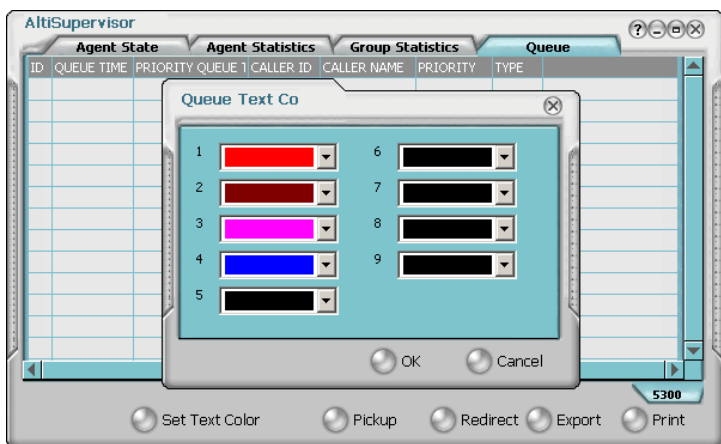 AltiSupervisor
?
Agent State Agent Statistics Group Statistics Queue
ID QUEUE TIME PRIORITY QUEUE T CALLER ID CALLER NAME PRIORITY TYPE
Queue Text Co
1 6
2 7
3 8
4 9
5
OK Cancel
5300
Set Text Color Pickup Redirect Export Print